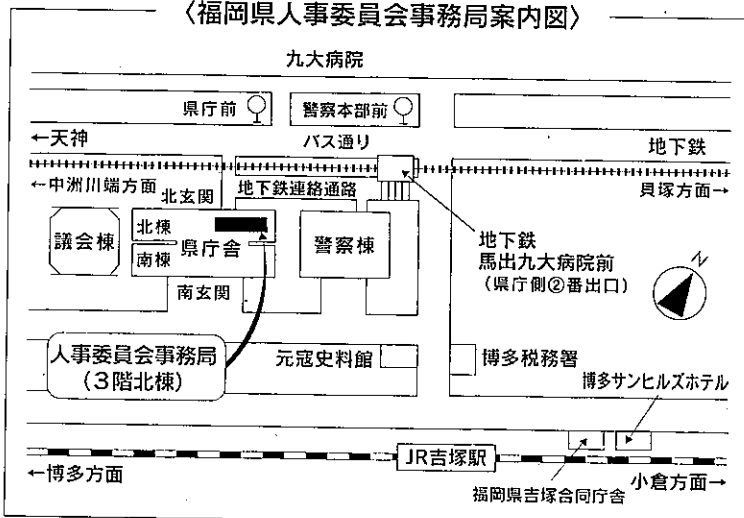 〈福岡県人事委員会事務局案内図〉
九大病院
県庁前
警察本部前
←天神
バス通り
地下鉄
←中洲川端方面
貝塚方面→
北玄関
地下鉄連絡通路
議会棟
北棟
県庁舎
南棟
警察棟
地下鉄
馬出九大病院前
(県庁側②番出口)
N
南玄関
人事委員会事務局
(3階北棟)
元寇史料館
博多税務署
博多サンヒルズホテル
JR吉塚駅
←博多方面
小倉方面→
福岡県吉塚合同庁舎